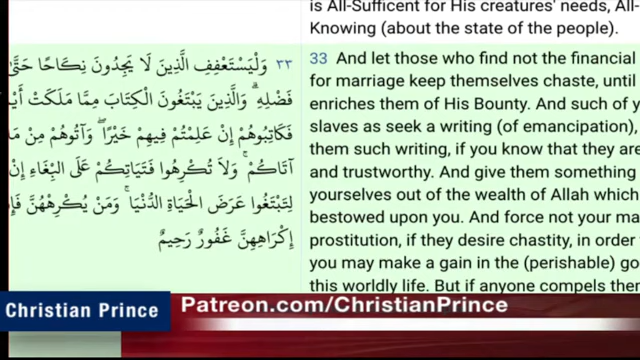 is All-Sufficient for His creatures' needs, All-
Knowing (about the state of the people).
٣٣ وَلْيَسْتَعْفِفِ الَّذِينَ لَا يَجِدُونَ نِكَاحًا حَتَّىٰ
فَضْلِهِ ۗ وَالَّذِينَ يَبْتَغُونَ الْكِتَابَ مِمَّا مَلَكَتْ
فَكَاتِبُوهُمْ إِنْ عَلِمْتُمْ فِيهِمْ خَيْرًا ۖ وَآتُوهُمْ مِنْ
آتَاكُمْ ۚ وَلَا تُكْرِهُوا فَتَيَاتِكُمْ عَلَى الْبِغَاءِ إِنْ
لِتَبْتَغُوا عَرَضَ الْحَيَاةِ الدُّنْيَا ۚ وَمَنْ يُكْرِهْهُنَّ
إِكْرَاهِهِنَّ غَفُورٌ رَحِيمٌ
33 And let those who find not the financial
for marriage keep themselves chaste, until
enriches them of His Bounty. And such of y
slaves as seek a writing (of emancipation),
them such writing, if you know that they are
and trustworthy. And give them something
yourselves out of the wealth of Allah which
bestowed upon you. And force not your ma
prostitution, if they desire chastity, in order
you may make a gain in the (perishable) go
this worldly life. But if anyone compels then
Christian Prince
Patreon.com/ChristianPrince